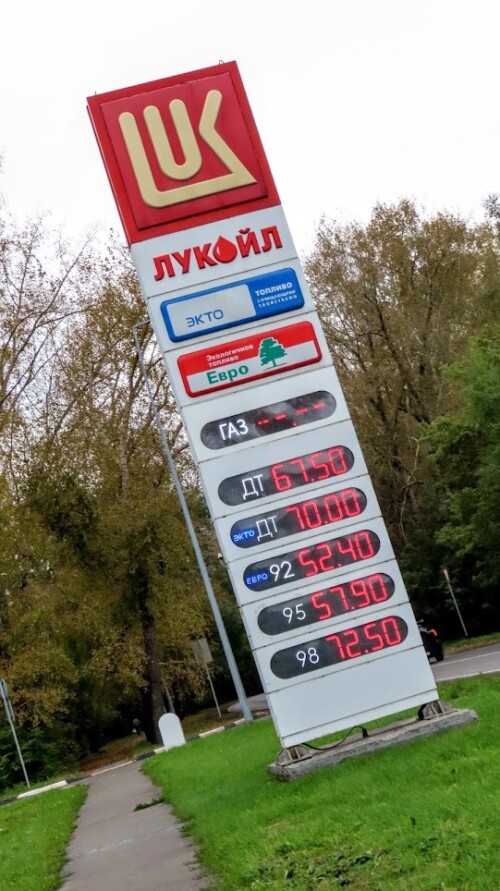 ЛУКОЙЛ
ЭКТО ТОПЛИВО
Экологичное
топливо
Евро
ГАЗ --.--
ДТ 67.50
ЭКТО ДТ 70.00
ЕВРО 92 52.40
95 57.90
98 72.50